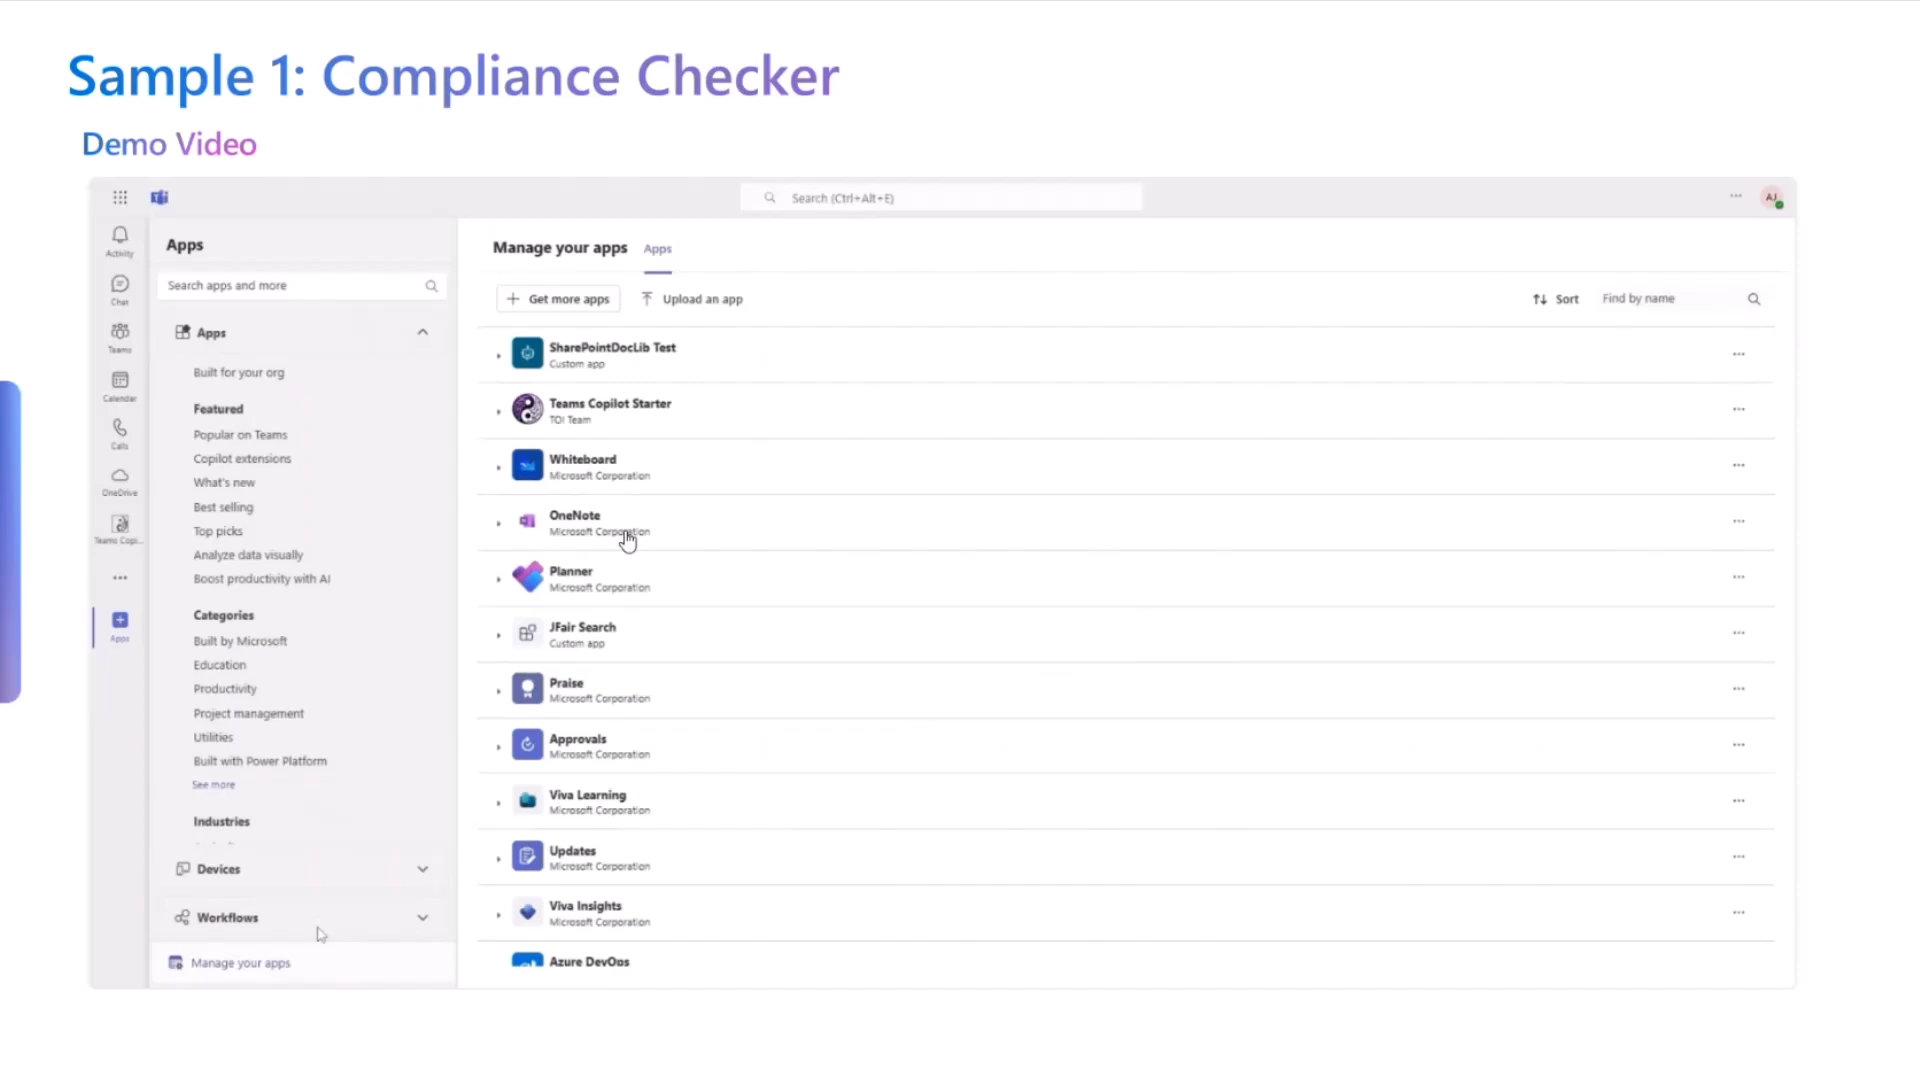 Sample 1: Compliance Checker
Demo Video
Search (Ctrl+Alt+E)
AJ
Activity
Chat
Teams
Calendar
Calls
OneDrive
Teams Copi...
Apps
Apps
Search apps and more
Apps
Built for your org
Featured
Popular on Teams
Copilot extensions
What's new
Best selling
Top picks
Analyze data visually
Boost productivity with AI
Categories
Built by Microsoft
Education
Productivity
Project management
Utilities
Built with Power Platform
See more
Industries
Devices
Workflows
Manage your apps
Manage your apps Apps
Get more apps Upload an app Sort Find by name
SharePointDocLib Test
Custom app
Teams Copilot Starter
TOI Team
Whiteboard
Microsoft Corporation
OneNote
Microsoft Corporation
Planner
Microsoft Corporation
JFair Search
Custom app
Praise
Microsoft Corporation
Approvals
Microsoft Corporation
Viva Learning
Microsoft Corporation
Updates
Microsoft Corporation
Viva Insights
Microsoft Corporation
Azure DevOps